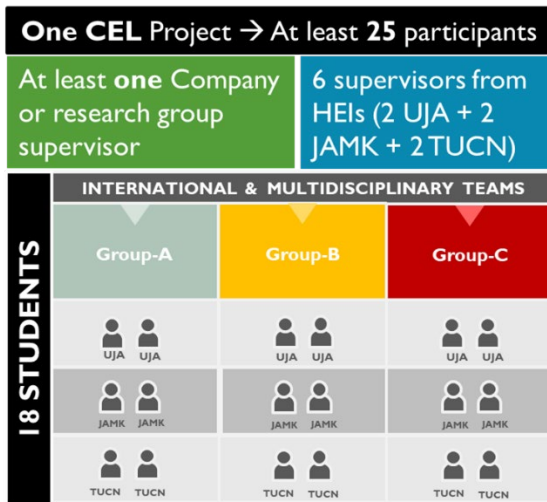 One CEL Project → At least 25 participants
At least one Company
or research group
supervisor
6 supervisors from
HEIs (2 UJA + 2
JAMK + 2 TUCN)
18 STUDENTS
INTERNATIONAL & MULTIDISCIPLINARY TEAMS
Group-A
Group-B
Group-C
UJA UJA
UJA UJA
UJA UJA
JAMK JAMK
JAMK JAMK
JAMK JAMK
TUCN TUCN
TUCN TUCN
TUCN TUCN